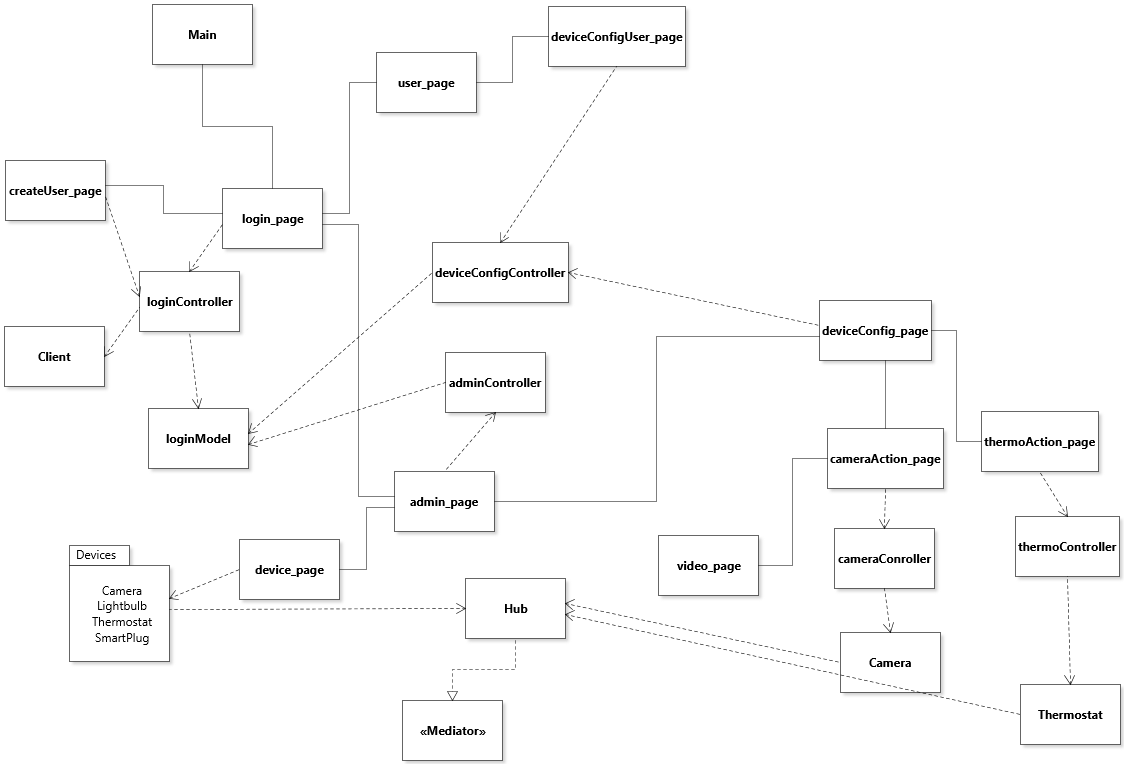 Main
deviceConfigUser_page
user_page
createUser_page
login_page
deviceConfigController
loginController
deviceConfig_page
Client
adminController
loginModel
thermoAction_page
cameraAction_page
admin_page
thermoController
Devices
device_page
video_page
cameraConroller
Camera
Lightbulb
Thermostat
SmartPlug
Hub
Camera
Thermostat
«Mediator»